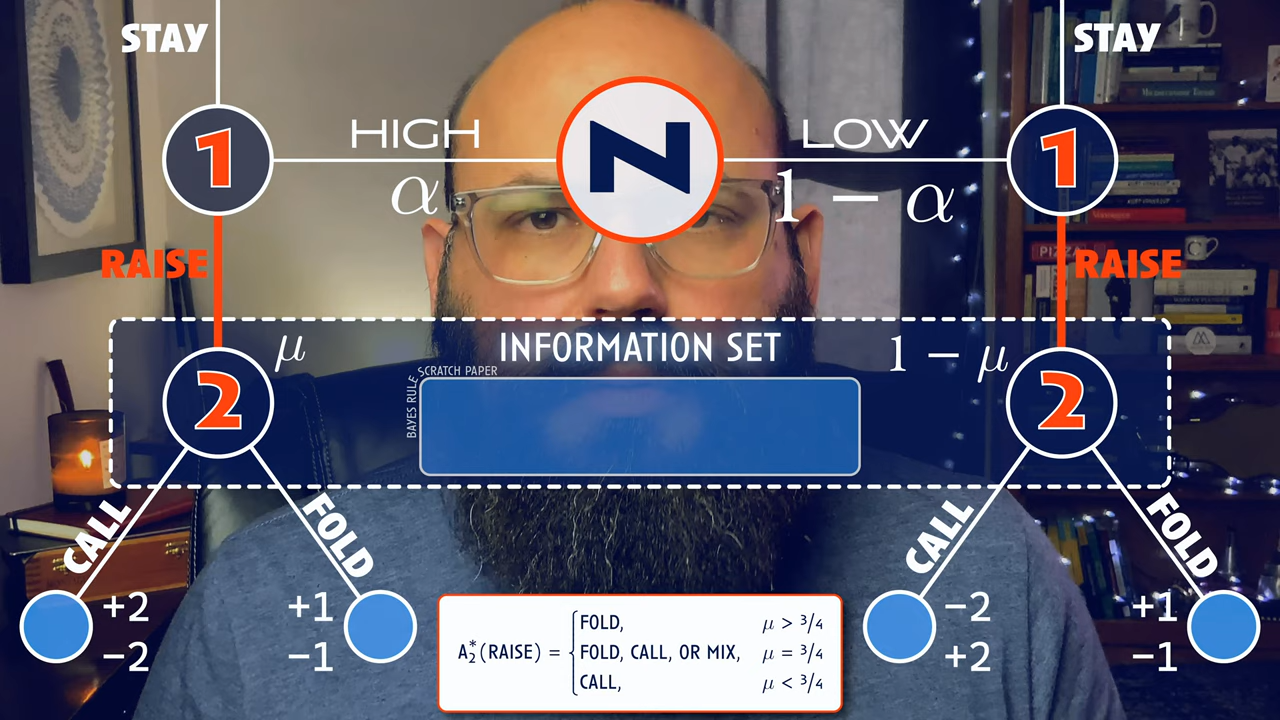 STAY
STAY
1
HIGH
N
LOW
1
α
1 − α
RAISE
RAISE
INFORMATION SET
μ
1 − μ
SCRATCH PAPER
BAYES RULE
2
2
CALL
FOLD
CALL
FOLD
+2
−2
+1
−1
−2
+2
+1
−1
A₂*(RAISE) =
FOLD, μ > 3/4
FOLD, CALL, OR MIX, μ = 3/4
CALL, μ < 3/4
PIZZA